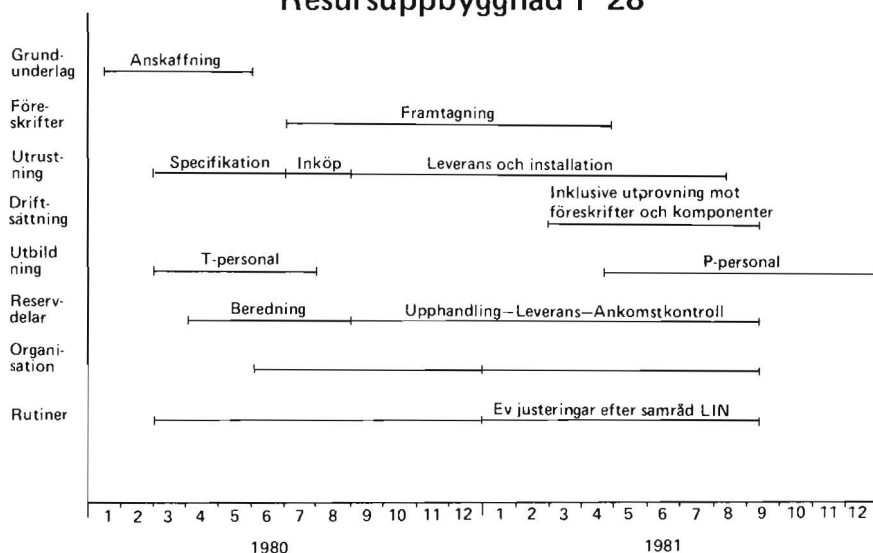 Resursuppbyggnad F 28
Grund-
underlag
Anskaffning
Före-
skrifter
Framtagning
Utrust-
ning
Specifikation Inköp Leverans och installation
Drift-
sättning
Inklusive utprovning mot
föreskrifter och komponenter
Utbild
ning
T-personal P-personal
Reserv-
delar
Beredning Upphandling–Leverans–Ankomstkontroll
Organi-
sation
Rutiner
Ev justeringar efter samråd LIN
1 2 3 4 5 6 7 8 9 10 11 12 1 2 3 4 5 6 7 8 9 10 11 12
1980 1981